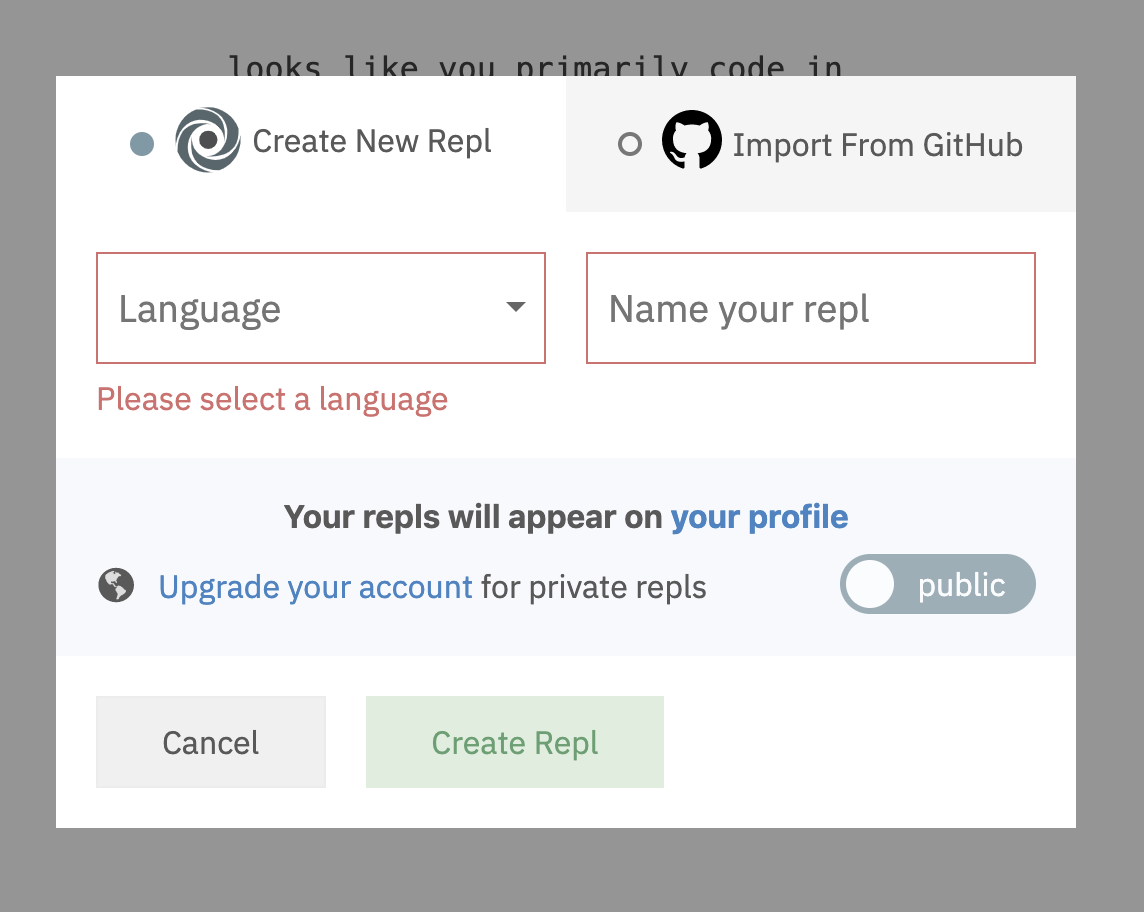 looks like you primarily code in
Create New Repl
Import From GitHub
Language
Name your repl
Please select a language
Your repls will appear on your profile
Upgrade your account for private repls
public
Cancel
Create Repl